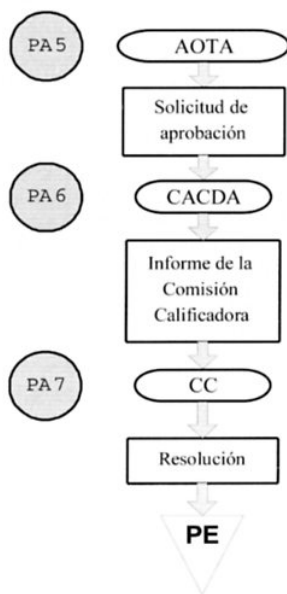 PA5
AOTA
Solicitud de
aprobación
PA6
CACDA
Informe de la
Comisión
Calificadora
PA7
CC
Resolución
PE